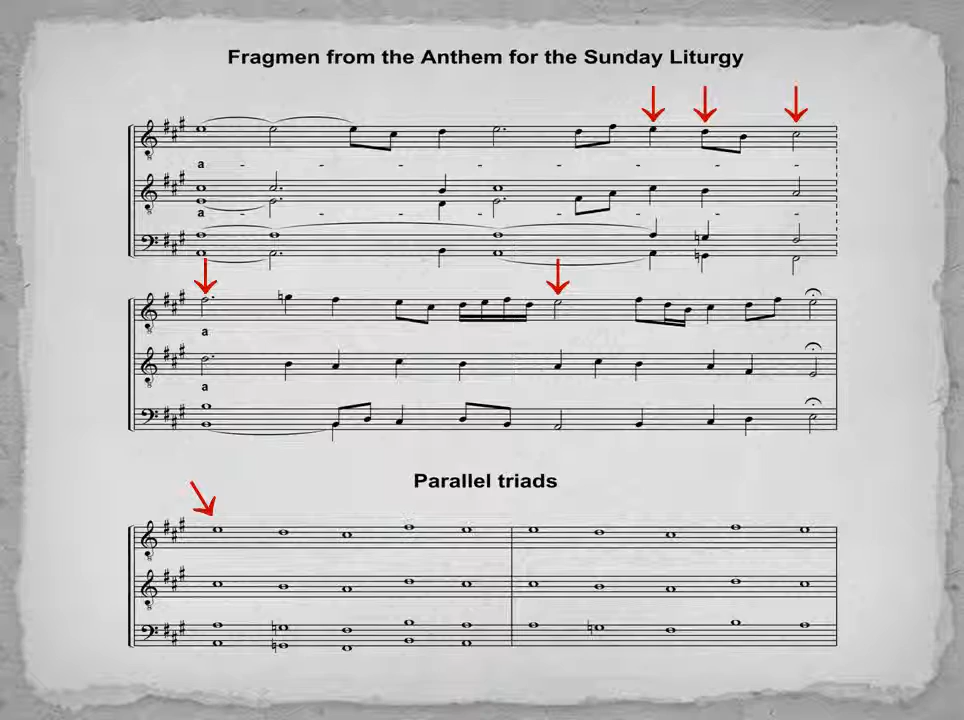 Fragmen from the Anthem for the Sunday Liturgy
a - - - - - - - -
a - - - - - - - -
a
a
Parallel triads